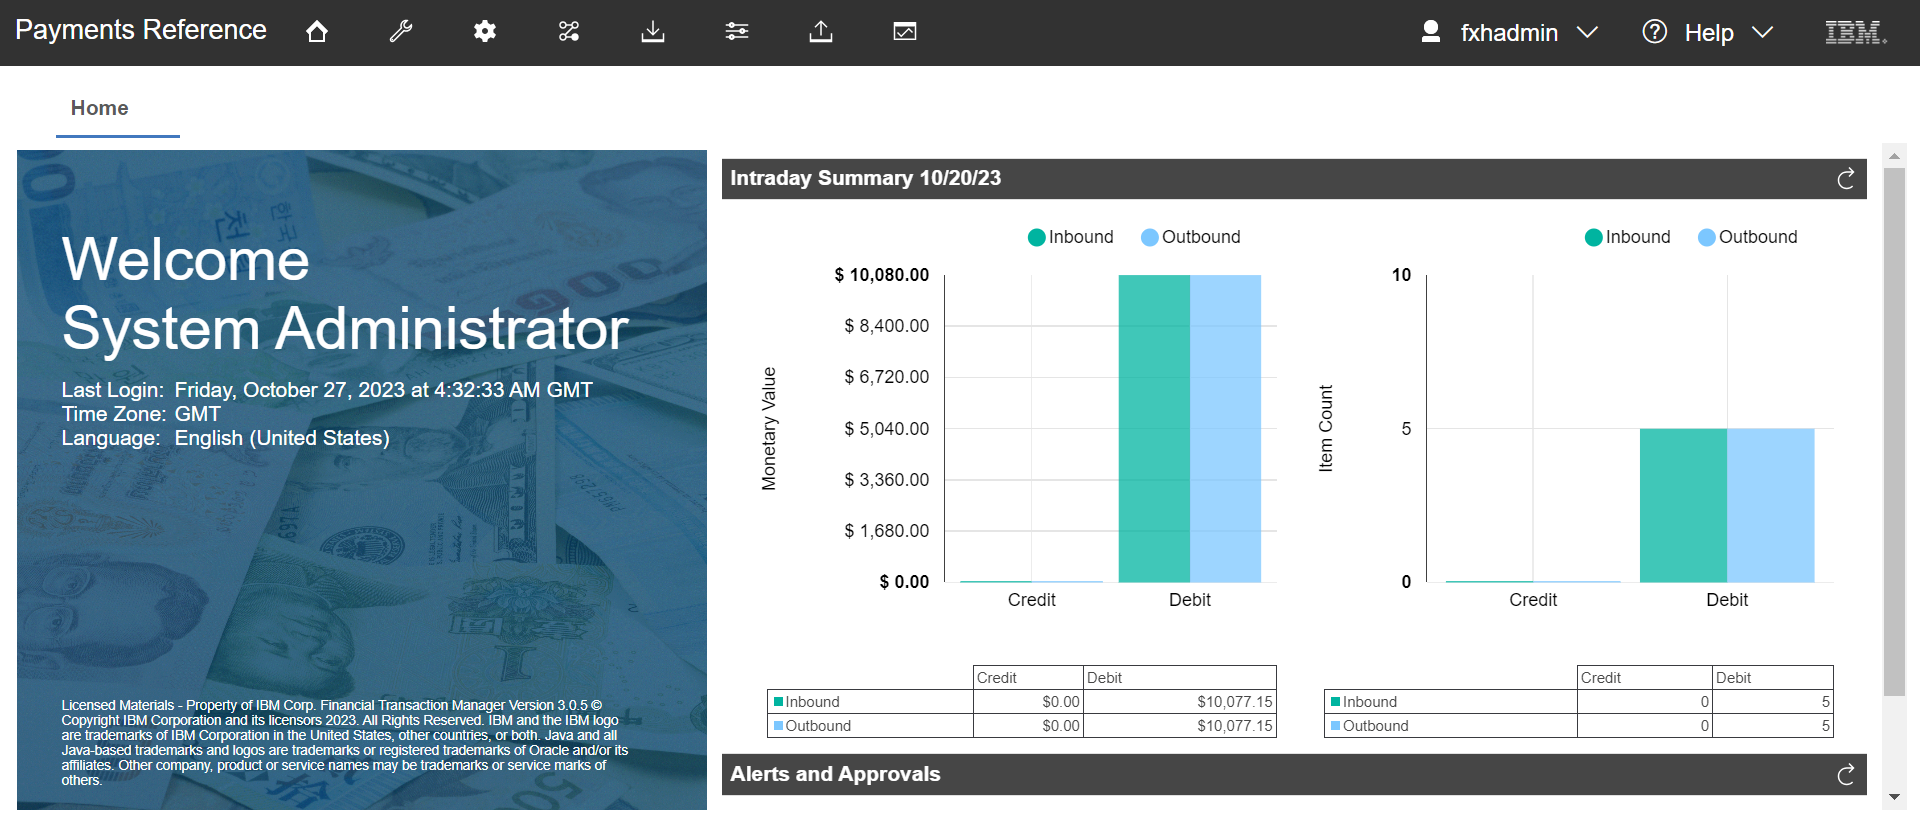 Payments Reference
fxhadmin
Help
IBM
Home
Welcome
System Administrator
Last Login: Friday, October 27, 2023 at 4:32:33 AM GMT
Time Zone: GMT
Language: English (United States)
Licensed Materials - Property of IBM Corp. Financial Transaction Manager Version 3.0.5 ©
Copyright IBM Corporation and its licensors 2023. All Rights Reserved. IBM and the IBM logo
are trademarks of IBM Corporation in the United States, other countries, or both. Java and all
Java-based trademarks and logos are trademarks or registered trademarks of Oracle and/or its
affiliates. Other company, product or service names may be trademarks or service marks of
others.
Intraday Summary 10/20/23
Inbound Outbound
Monetary Value
$ 10,080.00
$ 8,400.00
$ 6,720.00
$ 5,040.00
$ 3,360.00
$ 1,680.00
$ 0.00
Credit Debit
Credit Debit
Inbound $0.00 $10,077.15
Outbound $0.00 $10,077.15
Inbound Outbound
Item Count
10
5
0
Credit Debit
Credit Debit
Inbound 0 5
Outbound 0 5
Alerts and Approvals